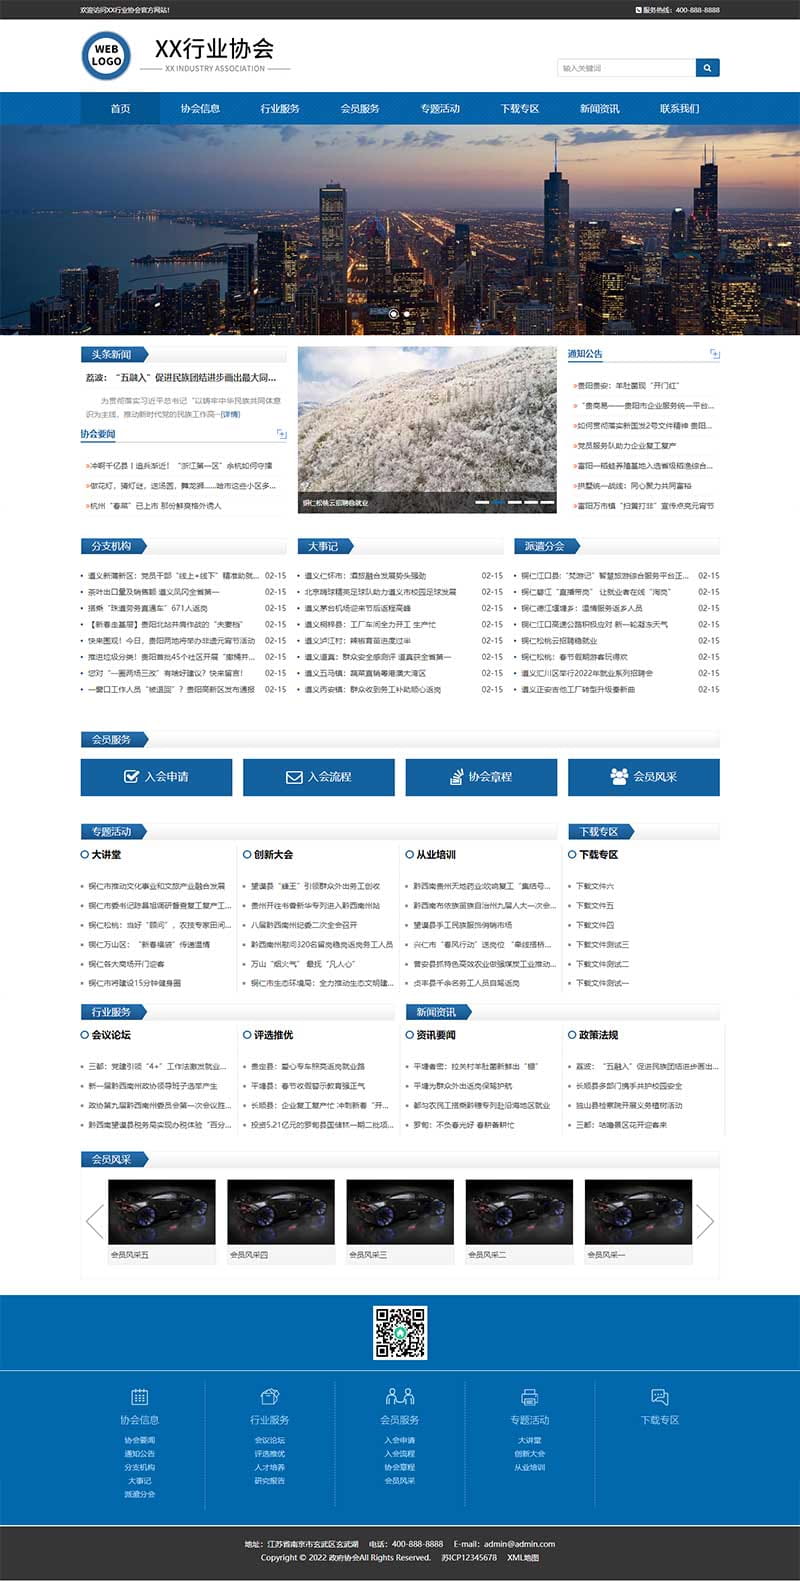 欢迎访问XX行业协会官方网站!
服务热线：400-888-8888
WEB
LOGO
XX行业协会
XX INDUSTRY ASSOCIATION
输入关键词
首页 协会信息 行业服务 会员服务 专题活动 下载专区 新闻资讯 联系我们
头条新闻
荔波：“五融入”促进民族团结进步画出最大同...
为贯彻落实习近平总书记“以铸牢中华民族共同体意
识为主线，推动新时代党的民族工作高···[详情]
协会要闻
冲啊千亿县丨追兵渐近！“浙江第一区”余杭如何守擂
做花灯，猜灯谜，送汤圆，舞龙狮......哈市这些小区多...
杭州“春菜”已上市 那份鲜爽格外诱人
铜仁松桃云招聘稳就业
通知公告
贵阳贵安：羊肚菌现“开门红”
“贵商易——贵阳市企业服务统一平台...
如何贯彻落实新国发2号文件精神 贵阳...
党员服务队助力企业复工复产
富阳一稻蛙养殖基地入选省级稻渔综合...
拱墅统一战线：同心聚力共同富裕
富阳万市镇“扫黄打非”宣传点亮元宵节
分支机构
遵义新蒲新区：党员干部“线上+线下”精准助就... 02-15
茶叶出口量及销售额 遵义凤冈全省第一 02-15
搭乘“珠遵劳务直通车”671人返岗 02-15
【新春走基层】贵阳北站并肩作战的“夫妻档” 02-15
快来围观！今日，贵阳两地将举办非遗元宵节活动 02-15
推进垃圾分类！贵阳首批45个社区开展“撤桶并... 02-15
您对“一圈两场三改”有啥好建议？快来留言！ 02-15
一窗口工作人员“被退回”？贵阳高新区发布通报 02-15
大事记
遵义仁怀市：酒旅融合发展势头强劲 02-15
北京嗨球精英足球队助力遵义市校园足球发展 02-15
遵义茅台机场迎来节后返程高峰 02-15
遵义桐梓县：工厂车间全力开工 生产忙 02-15
遵义泸江村：辣椒育苗进度过半 02-15
遵义道真：群众安全感测评 道真获全省第一 02-15
遵义五马镇：蔬菜直销粤港澳大湾区 02-15
遵义丙安镇：群众收到务工补助顺心返岗 02-15
派遣分会
铜仁江口县：“梵游记”智慧旅游综合服务平台正... 02-15
铜仁碧江“直播带岗” 让就业者在线“淘岗” 02-15
铜仁德江堰塘乡：温情服务返乡人员 02-15
铜仁江口高速公路积极应对 新一轮凝冻天气 02-15
铜仁松桃云招聘稳就业 02-15
铜仁松桃：春节假期游客玩得欢 02-15
遵义汇川区举行2022年就业系列招聘会 02-15
遵义正安吉他工厂转型升级奏新曲 02-15
会员服务
入会申请 入会流程 协会章程 会员风采
专题活动
大讲堂
铜仁市推动文化事业和文旅产业融合发展
铜仁市委书记陈昌旭调研督查复工复产工...
铜仁松桃：当好“顾问”，农技专家田间...
铜仁万山区：“新春福袋”传递温情
铜仁各大商场开门迎客
铜仁市将建设15分钟健身圈
创新大会
望谟县“蜂王”引领群众外出务工创收
贵州开往书香新华专列进入黔西南州站
八届黔西南州纪委二次全会召开
黔西南州慰问320名留岗稳岗返岗务工人员
万山“烟火气” 最抚“凡人心”
铜仁市生态环境局：全力推动生态文明建...
从业培训
黔西南贵州天地药业:吹响复工“集结号...
黔西南布依族苗族自治州九届人大一次会...
望谟县手工民族服饰俏销市场
兴仁市“春风行动”送岗位 “牵线搭桥...
普安县抓特色高效农业做强煤炭工业推动...
贞丰县千余名务工人员自驾返岗
下载专区
下载专区
下载文件六
下载文件五
下载文件四
下载文件测试三
下载文件测试二
下载文件测试一
行业服务
会议论坛
三都：党建引领“4+”工作法激发就业...
新一届黔西南州政协领导班子选举产生
政协第九届黔西南州委员会第一次会议胜...
黔西南望谟县税务局实现办税体验“百分...
评选推优
贵定县：爱心专车照亮返岗就业路
平塘县：春节收假警示教育强正气
长顺县：企业复工复产忙 冲刺新春“开...
投资5.21亿元的罗甸县国储林一期二批项...
新闻资讯
资讯要闻
平塘者密：拉关村羊肚菌新鲜出“棚”
平塘为群众外出返岗保驾护航
都匀农民工搭乘黔穗专列赴沿海地区就业
罗甸：不负春光好 春耕备耕忙
政策法规
荔波：“五融入”促进民族团结进步画出...
长顺县多部门携手共护校园安全
独山县检察院开展义务植树活动
三都：咕噜景区花开迎客来
会员风采
会员风采五 会员风采四 会员风采三 会员风采二 会员风采一
协会信息
协会要闻
通知公告
分支机构
大事记
派遣分会
行业服务
会议论坛
评选推优
人才培养
研究报告
会员服务
入会申请
入会流程
协会章程
会员风采
专题活动
大讲堂
创新大会
从业培训
下载专区
地址：江苏省南京市玄武区玄武湖 电话：400-888-8888 E-mail：admin@admin.com
Copyright © 2022 政府协会All Rights Reserved. 苏ICP12345678 XML地图